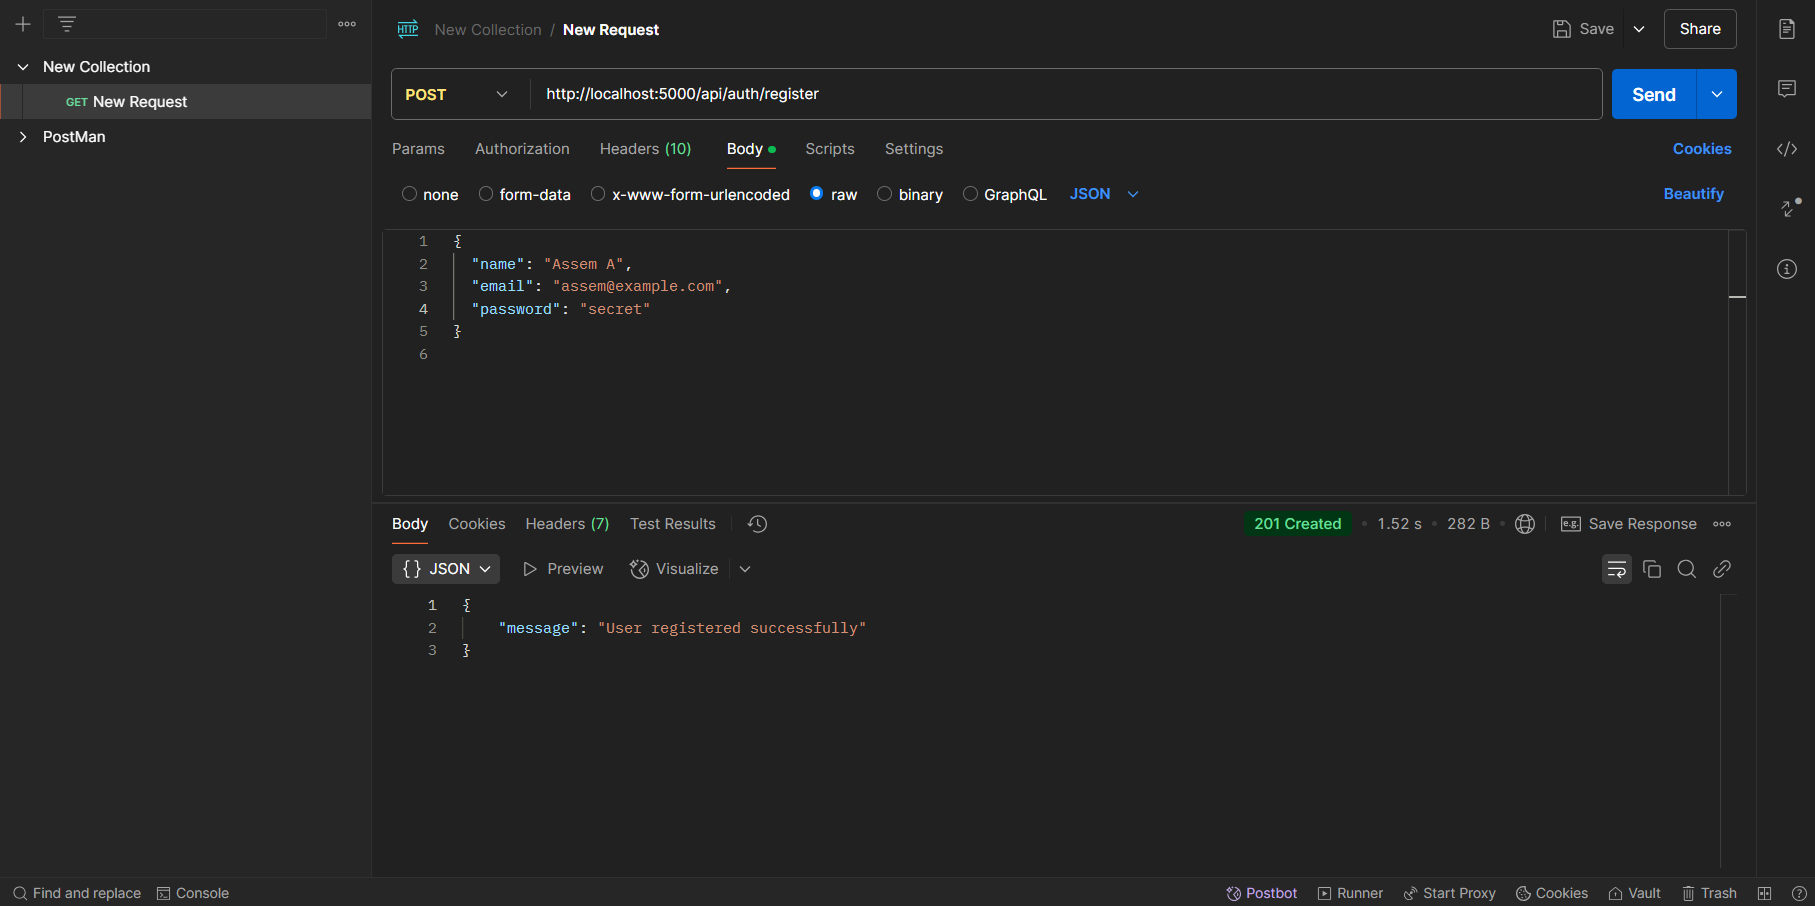 New Collection
GET New Request
PostMan
HTTP New Collection / New Request
Save
Share
POST http://localhost:5000/api/auth/register
Send
Params Authorization Headers (10) Body Scripts Settings Cookies
none form-data x-www-form-urlencoded raw binary GraphQL JSON Beautify
1 {
2 "name": "Assem A",
3 "email": "assem@example.com",
4 "password": "secret"
5 }
6
Body Cookies Headers (7) Test Results 201 Created • 1.52 s • 282 B • e.g. Save Response
{} JSON Preview Visualize
1 {
2 "message": "User registered successfully"
3 }
Find and replace Console Postbot Runner Start Proxy Cookies Vault Trash